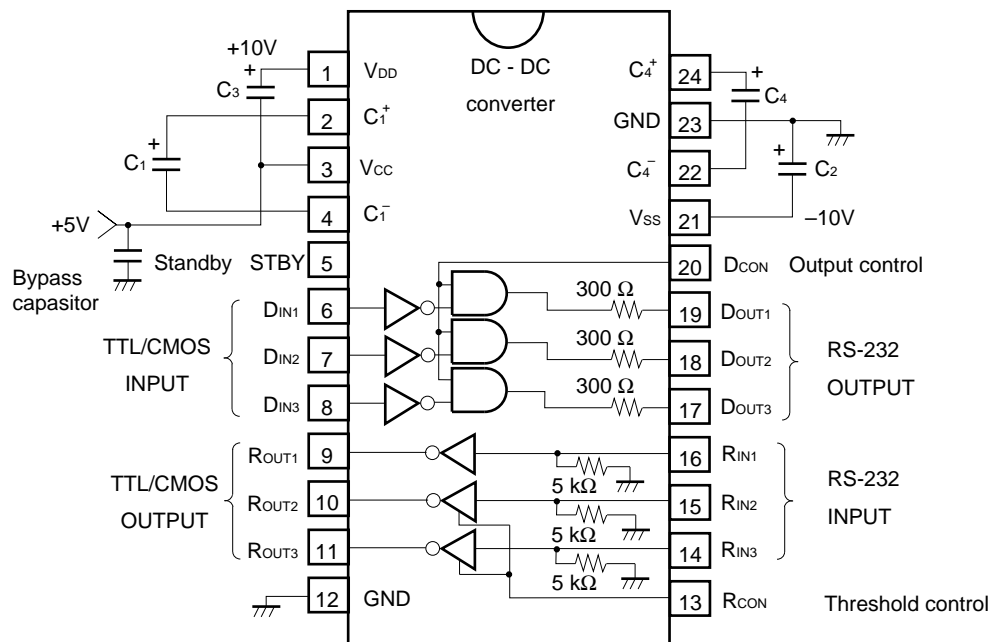 +10V
C3
+
1
VDD
DC - DC
converter
C4+
24
+
C4
2
C1+
GND
23
+
C1
3
VCC
C4−
22
+
C2
4
C1−
VSS
21
–10V
+5V
Bypass
capasitor
Standby
STBY
5
20
DCON
Output control
TTL/CMOS
INPUT
DIN1
6
300 Ω
19
DOUT1
DIN2
7
300 Ω
18
DOUT2
DIN3
8
300 Ω
17
DOUT3
RS-232
OUTPUT
TTL/CMOS
OUTPUT
ROUT1
9
5 kΩ
16
RIN1
ROUT2
10
5 kΩ
15
RIN2
ROUT3
11
5 kΩ
14
RIN3
RS-232
INPUT
12
GND
13
RCON
Threshold control